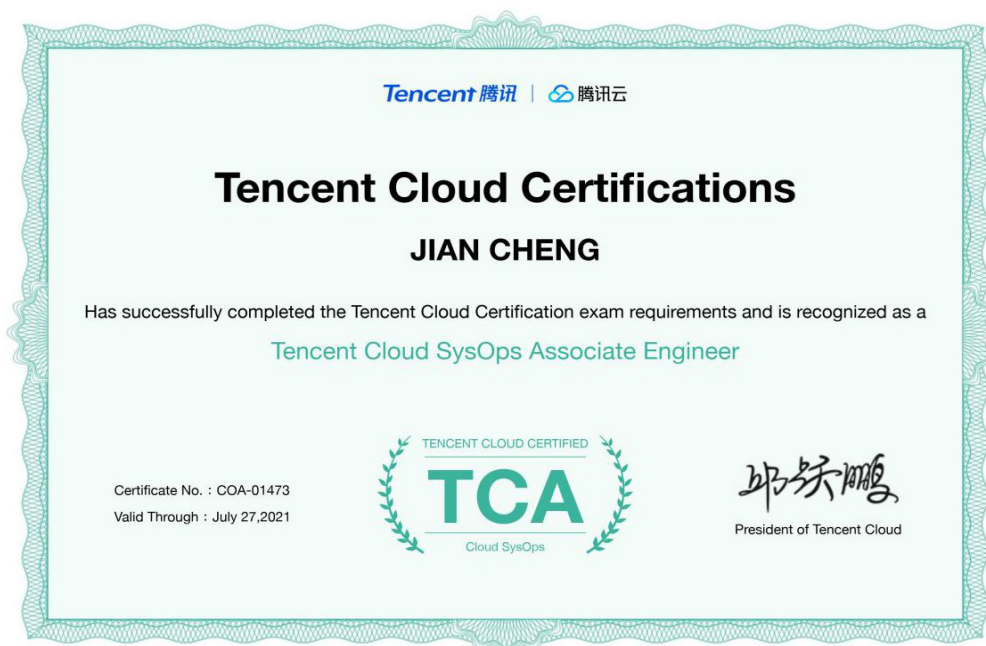 Tencent 腾讯 | 腾讯云
Tencent Cloud Certifications
JIAN CHENG
Has successfully completed the Tencent Cloud Certification exam requirements and is recognized as a
Tencent Cloud SysOps Associate Engineer
TENCENT CLOUD CERTIFIED
TCA
Cloud SysOps
Certificate No. : COA-01473
Valid Through : July 27,2021
President of Tencent Cloud